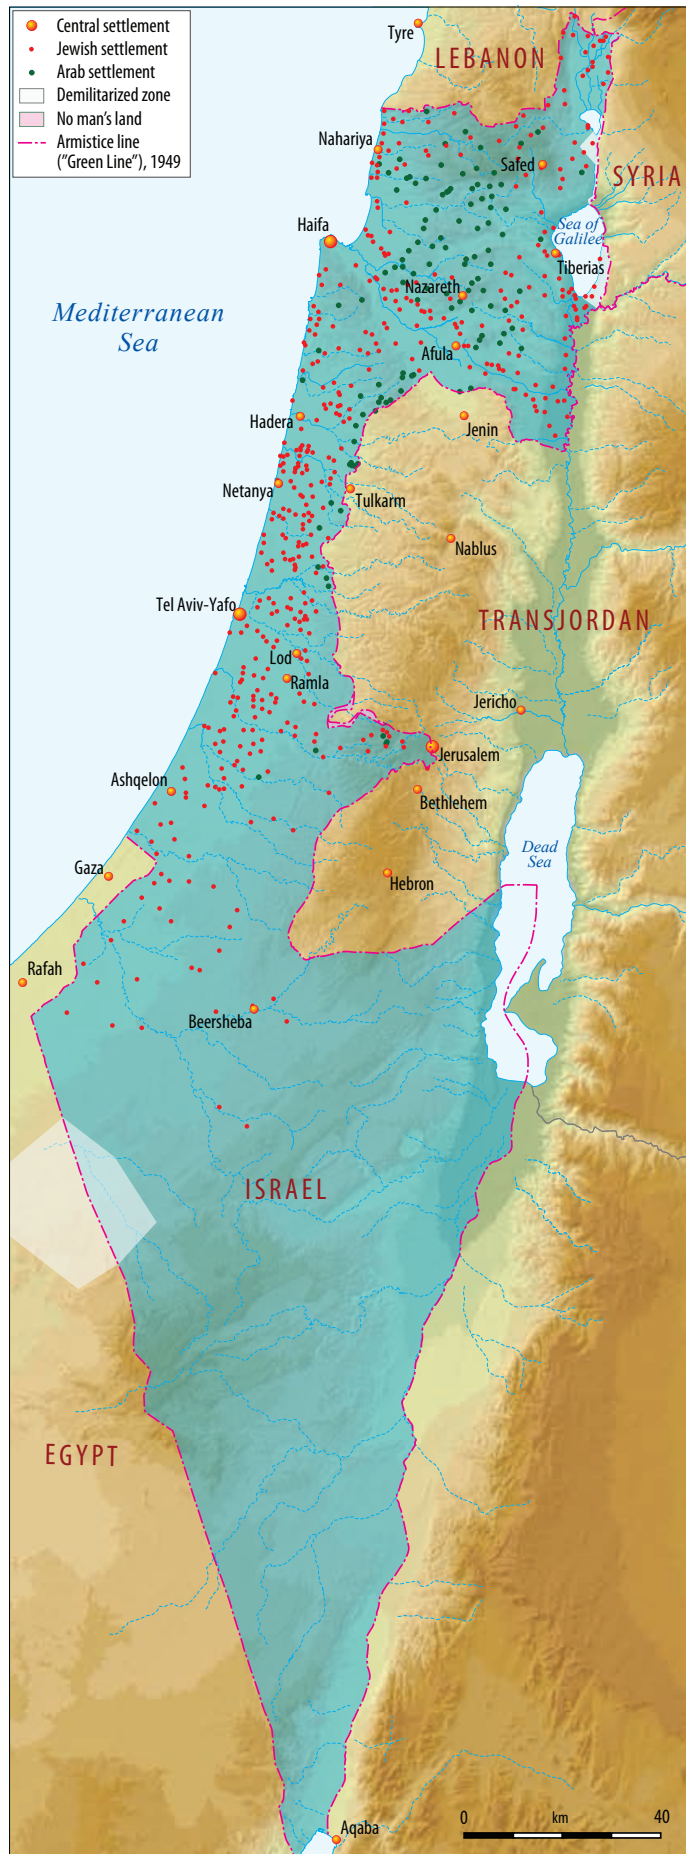 Central settlement
Jewish settlement
Arab settlement
Demilitarized zone
No man's land
Armistice line
("Green Line"), 1949
Tyre
LEBANON
Nahariya
Safed
SYRIA
Haifa
Sea of
Galilee
Tiberias
Nazareth
Mediterranean
Sea
Afula
Hadera
Jenin
Netanya
Tulkarm
Nablus
Tel Aviv-Yafo
TRANSJORDAN
Lod
Ramla
Jericho
Jerusalem
Ashqelon
Bethlehem
Dead
Sea
Gaza
Hebron
Rafah
Beersheba
ISRAEL
EGYPT
0 km 40
Aqaba